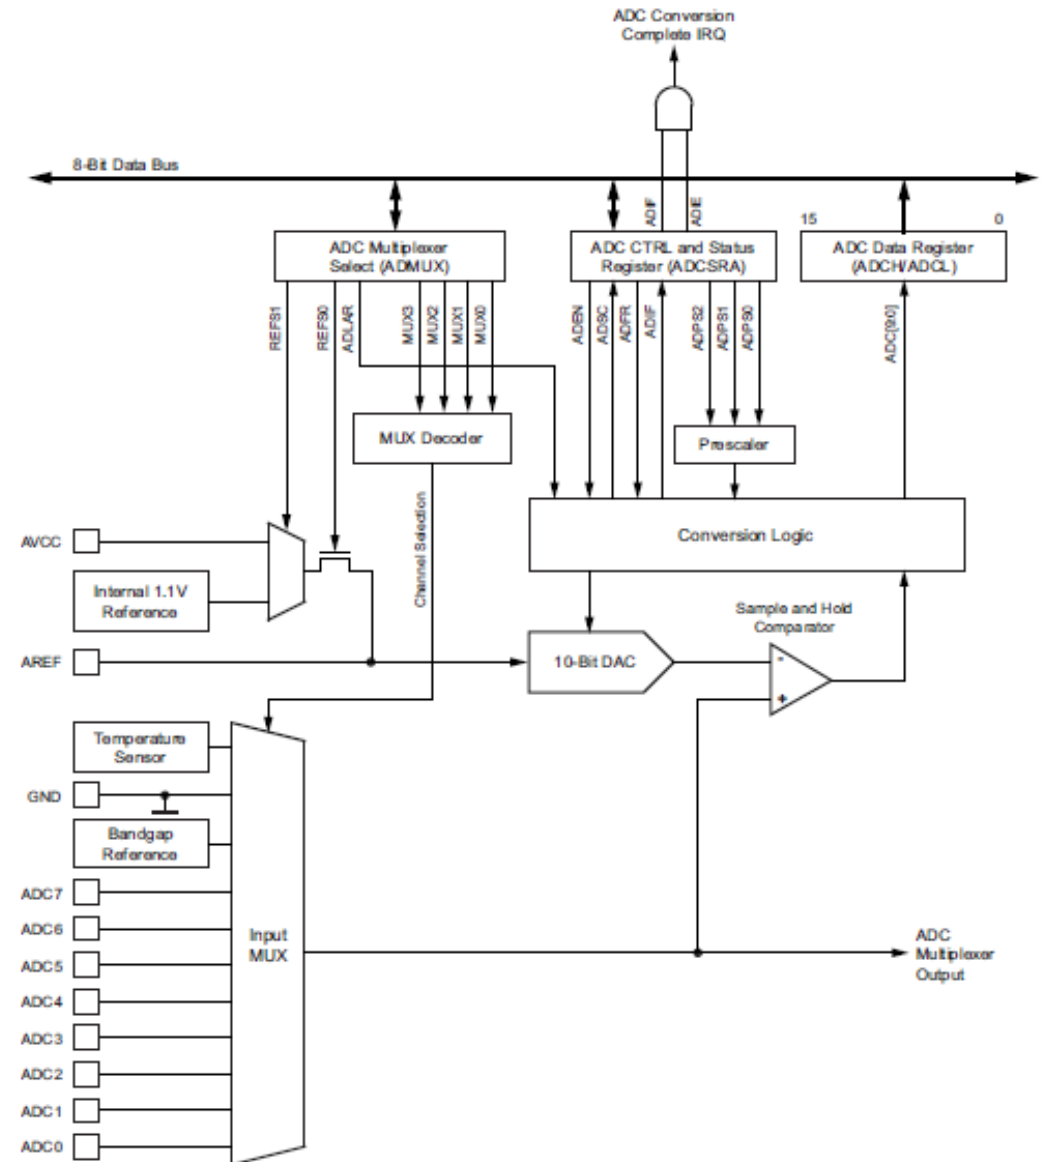 ADC Conversion
Complete IRQ
8-Bit Data Bus
ADIF
ADIE
15
0
ADC Multiplexer
Select (ADMUX)
ADC CTRL and Status
Register (ADCSRA)
ADC Data Register
(ADCH/ADCL)
REFS1
REFS0
ADLAR
MUX3
MUX2
MUX1
MUX0
ADEN
ADSC
ADFR
ADIF
ADPS2
ADPS1
ADPS0
ADC[9:0]
MUX Decoder
Prescaler
Channel Selection
Conversion Logic
AVCC
Internal 1.1V
Reference
Sample and Hold
Comparator
AREF
10-Bit DAC
-
+
Temperature
Sensor
GND
Bandgap
Reference
ADC7
ADC6
ADC5
ADC4
ADC3
ADC2
ADC1
ADC0
Input
MUX
ADC
Multiplexer
Output